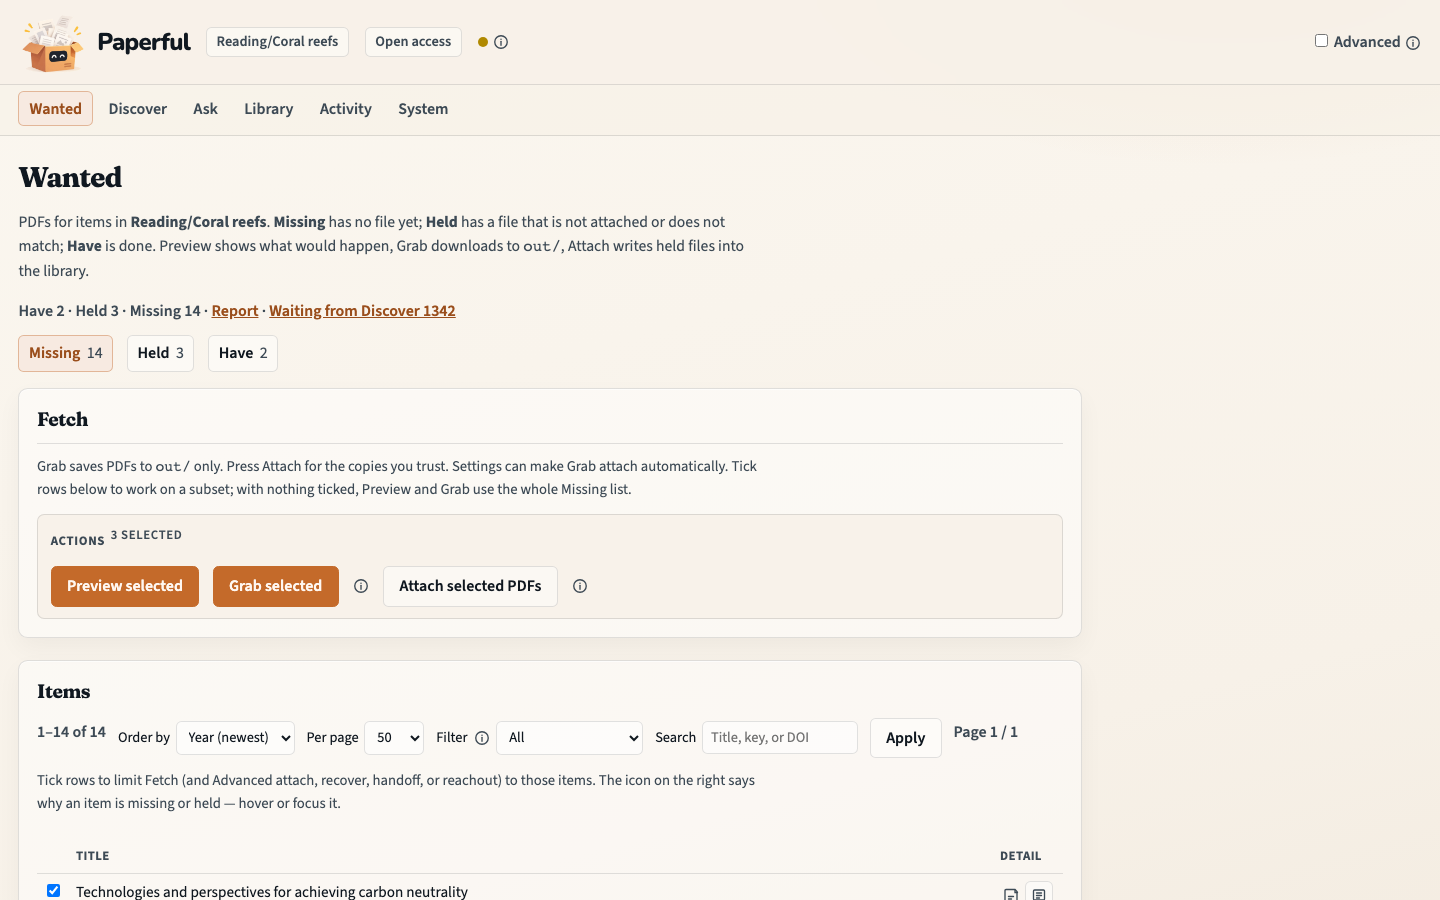 Paperful
Reading/Coral reefs
Open access
Advanced
Wanted
Discover
Ask
Library
Activity
System
Wanted
PDFs for items in Reading/Coral reefs. Missing has no file yet; Held has a file that is not attached or does not
match; Have is done. Preview shows what would happen, Grab downloads to out/, Attach writes held files into
the library.
Have 2 · Held 3 · Missing 14 · Report · Waiting from Discover 1342
Missing 14
Held 3
Have 2
Fetch
Grab saves PDFs to out/ only. Press Attach for the copies you trust. Settings can make Grab attach automatically. Tick
rows below to work on a subset; with nothing ticked, Preview and Grab use the whole Missing list.
ACTIONS 3 SELECTED
Preview selected
Grab selected
Attach selected PDFs
Items
1–14 of 14 Order by Year (newest) Per page 50 Filter All Search Title, key, or DOI Apply Page 1 / 1
Tick rows to limit Fetch (and Advanced attach, recover, handoff, or reachout) to those items. The icon on the right says
why an item is missing or held — hover or focus it.
TITLE DETAIL
Technologies and perspectives for achieving carbon neutrality